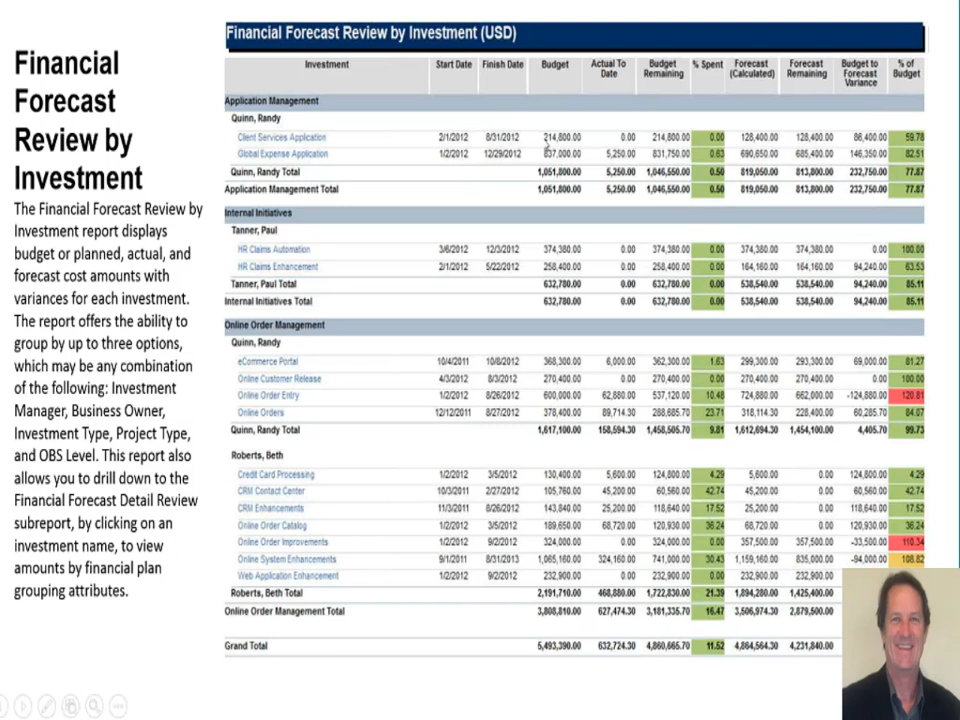 Financial
Forecast
Review by
Investment
The Financial Forecast Review by
Investment report displays
budget or planned, actual, and
forecast cost amounts with
variances for each investment.
The report offers the ability to
group by up to three options,
which may be any combination
of the following: Investment
Manager, Business Owner,
Investment Type, Project Type,
and OBS Level. This report also
allows you to drill down to the
Financial Forecast Detail Review
subreport, by clicking on an
investment name, to view
amounts by financial plan
grouping attributes.
Financial Forecast Review by Investment (USD)
Investment Start Date Finish Date Budget Actual To Date Budget Remaining % Spent Forecast (Calculated) Forecast Remaining Budget to Forecast Variance % of Budget
Application Management
Quinn, Randy
Client Services Application 2/1/2012 8/31/2012 214,800.00 0.00 214,800.00 0.00 128,400.00 128,400.00 86,400.00 59.78
Global Expense Application 1/2/2012 12/29/2012 837,000.00 5,250.00 831,750.00 0.63 690,650.00 685,400.00 146,350.00 82.51
Quinn, Randy Total 1,051,800.00 5,250.00 1,046,550.00 0.50 819,050.00 813,800.00 232,750.00 77.87
Application Management Total 1,051,800.00 5,250.00 1,046,550.00 0.50 819,050.00 813,800.00 232,750.00 77.87
Internal Initiatives
Tanner, Paul
HR Claims Automation 3/6/2012 12/3/2012 374,380.00 0.00 374,380.00 0.00 374,380.00 374,380.00 0.00 100.00
HR Claims Enhancement 2/1/2012 5/22/2012 258,400.00 0.00 258,400.00 0.00 164,160.00 164,160.00 94,240.00 63.53
Tanner, Paul Total 632,780.00 0.00 632,780.00 0.00 538,540.00 538,540.00 94,240.00 85.11
Internal Initiatives Total 632,780.00 0.00 632,780.00 0.00 538,540.00 538,540.00 94,240.00 85.11
Online Order Management
Quinn, Randy
eCommerce Portal 10/4/2011 10/8/2012 368,300.00 6,000.00 362,300.00 1.63 299,300.00 293,300.00 69,000.00 81.27
Online Customer Release 4/3/2012 8/3/2012 270,400.00 0.00 270,400.00 0.00 270,400.00 270,400.00 0.00 100.00
Online Order Entry 1/2/2012 8/26/2012 600,000.00 62,880.00 537,120.00 10.48 724,880.00 662,000.00 -124,880.00 120.81
Online Orders 12/12/2011 8/27/2012 378,400.00 89,714.30 288,685.70 23.71 318,114.30 228,400.00 60,285.70 84.07
Quinn, Randy Total 1,617,100.00 158,594.30 1,458,505.70 9.81 1,612,694.30 1,454,100.00 4,405.70 99.73
Roberts, Beth
Credit Card Processing 1/2/2012 3/5/2012 130,400.00 5,600.00 124,800.00 4.29 5,600.00 0.00 124,800.00 4.29
CRM Contact Center 10/3/2011 2/27/2012 105,760.00 45,200.00 60,560.00 42.74 45,200.00 0.00 60,560.00 42.74
CRM Enhancements 11/3/2011 8/26/2012 143,840.00 25,200.00 118,640.00 17.52 25,200.00 0.00 118,640.00 17.52
Online Order Catalog 1/2/2012 3/5/2012 189,650.00 68,720.00 120,930.00 36.24 68,720.00 0.00 120,930.00 36.24
Online Order Improvements 1/2/2012 9/2/2012 324,000.00 0.00 324,000.00 0.00 357,500.00 357,500.00 -33,500.00 110.34
Online System Enhancements 9/1/2011 8/31/2013 1,065,160.00 324,160.00 741,000.00 30.43 1,159,160.00 835,000.00 -94,000.00 108.82
Web Application Enhancement 1/2/2012 9/2/2012 232,900.00 0.00 232,900.00 0.00 232,900.00 232,900.00
Roberts, Beth Total 2,191,710.00 468,880.00 1,722,830.70 21.39 1,894,280.00 1,425,400.00
Online Order Management Total 3,808,810.00 627,474.30 3,181,335.70 16.47 3,506,974.30 2,879,500.00
Grand Total 5,493,390.00 632,724.30 4,860,665.70 11.52 4,864,564.30 4,231,840.00